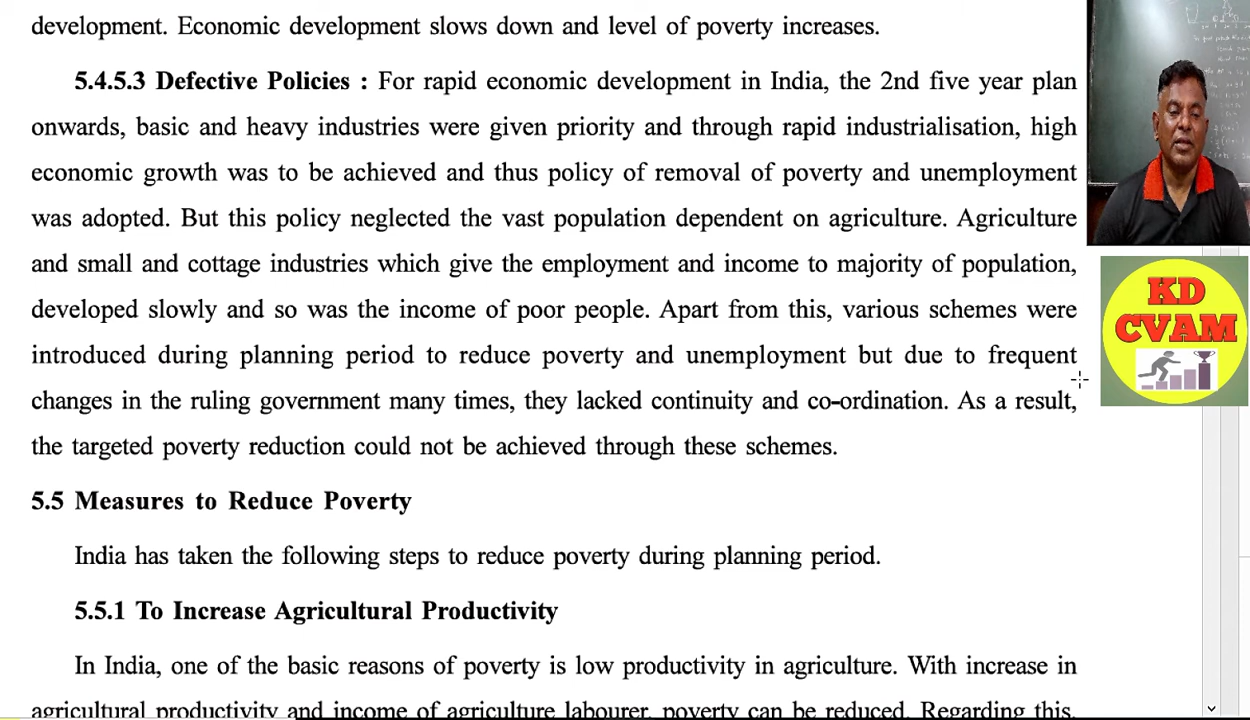 development. Economic development slows down and level of poverty increases.
5.4.5.3 Defective Policies : For rapid economic development in India, the 2nd five year plan
onwards, basic and heavy industries were given priority and through rapid industrialisation, high
economic growth was to be achieved and thus policy of removal of poverty and unemployment
was adopted. But this policy neglected the vast population dependent on agriculture. Agriculture
and small and cottage industries which give the employment and income to majority of population,
developed slowly and so was the income of poor people. Apart from this, various schemes were
introduced during planning period to reduce poverty and unemployment but due to frequent
changes in the ruling government many times, they lacked continuity and co-ordination. As a result,
the targeted poverty reduction could not be achieved through these schemes.
5.5 Measures to Reduce Poverty
India has taken the following steps to reduce poverty during planning period.
5.5.1 To Increase Agricultural Productivity
In India, one of the basic reasons of poverty is low productivity in agriculture. With increase in
agricultural productivity and income of agriculture labourer, poverty can be reduced. Regarding this,
KD
CVAM